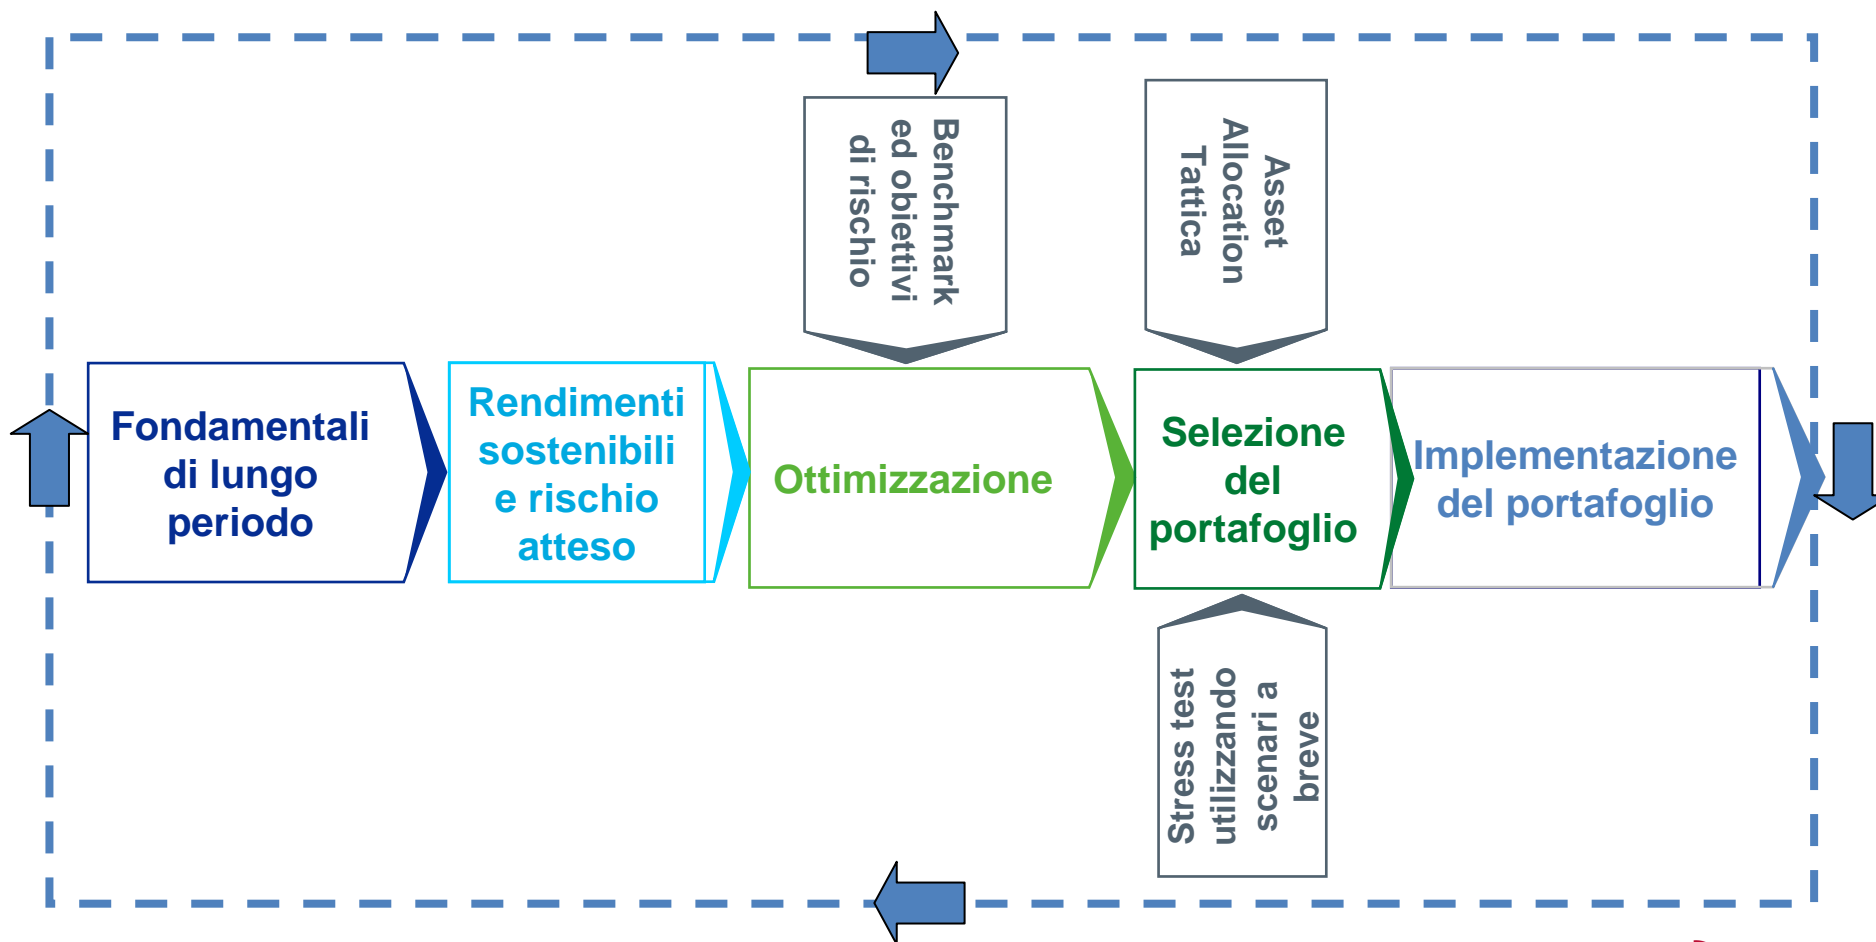 Benchmark
ed obiettivi
di rischio
Asset
Allocation
Tattica
Fondamentali
di lungo
periodo
Rendimenti
sostenibili
e rischio
atteso
Ottimizzazione
Selezione
del
portafoglio
Implementazione
del portafoglio
Stress test
utilizzando
scenari a
breve